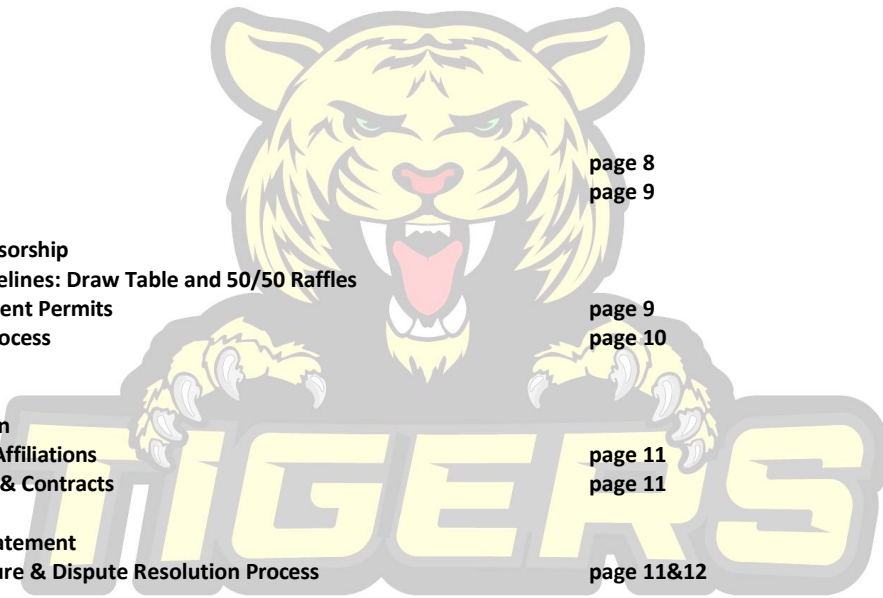 page 8
page 9
sorship
elines: Draw Table and 50/50 Raffles
ent Permits page 9
ocess page 10
n
Affiliations page 11
& Contracts page 11
atement
ure & Dispute Resolution Process page 11&12
TIGERS